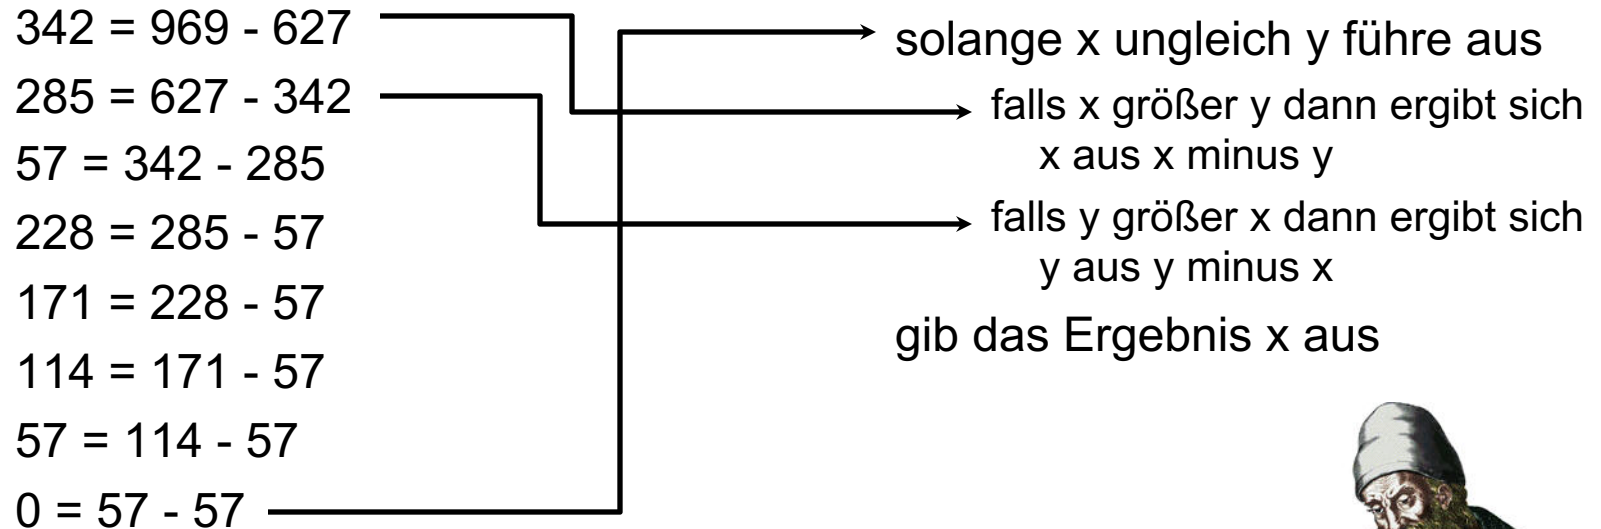 342 = 969 - 627
285 = 627 - 342
57 = 342 - 285
228 = 285 - 57
171 = 228 - 57
114 = 171 - 57
57 = 114 - 57
0 = 57 - 57
solange x ungleich y führe aus
falls x größer y dann ergibt sich
x aus x minus y
falls y größer x dann ergibt sich
y aus y minus x
gib das Ergebnis x aus